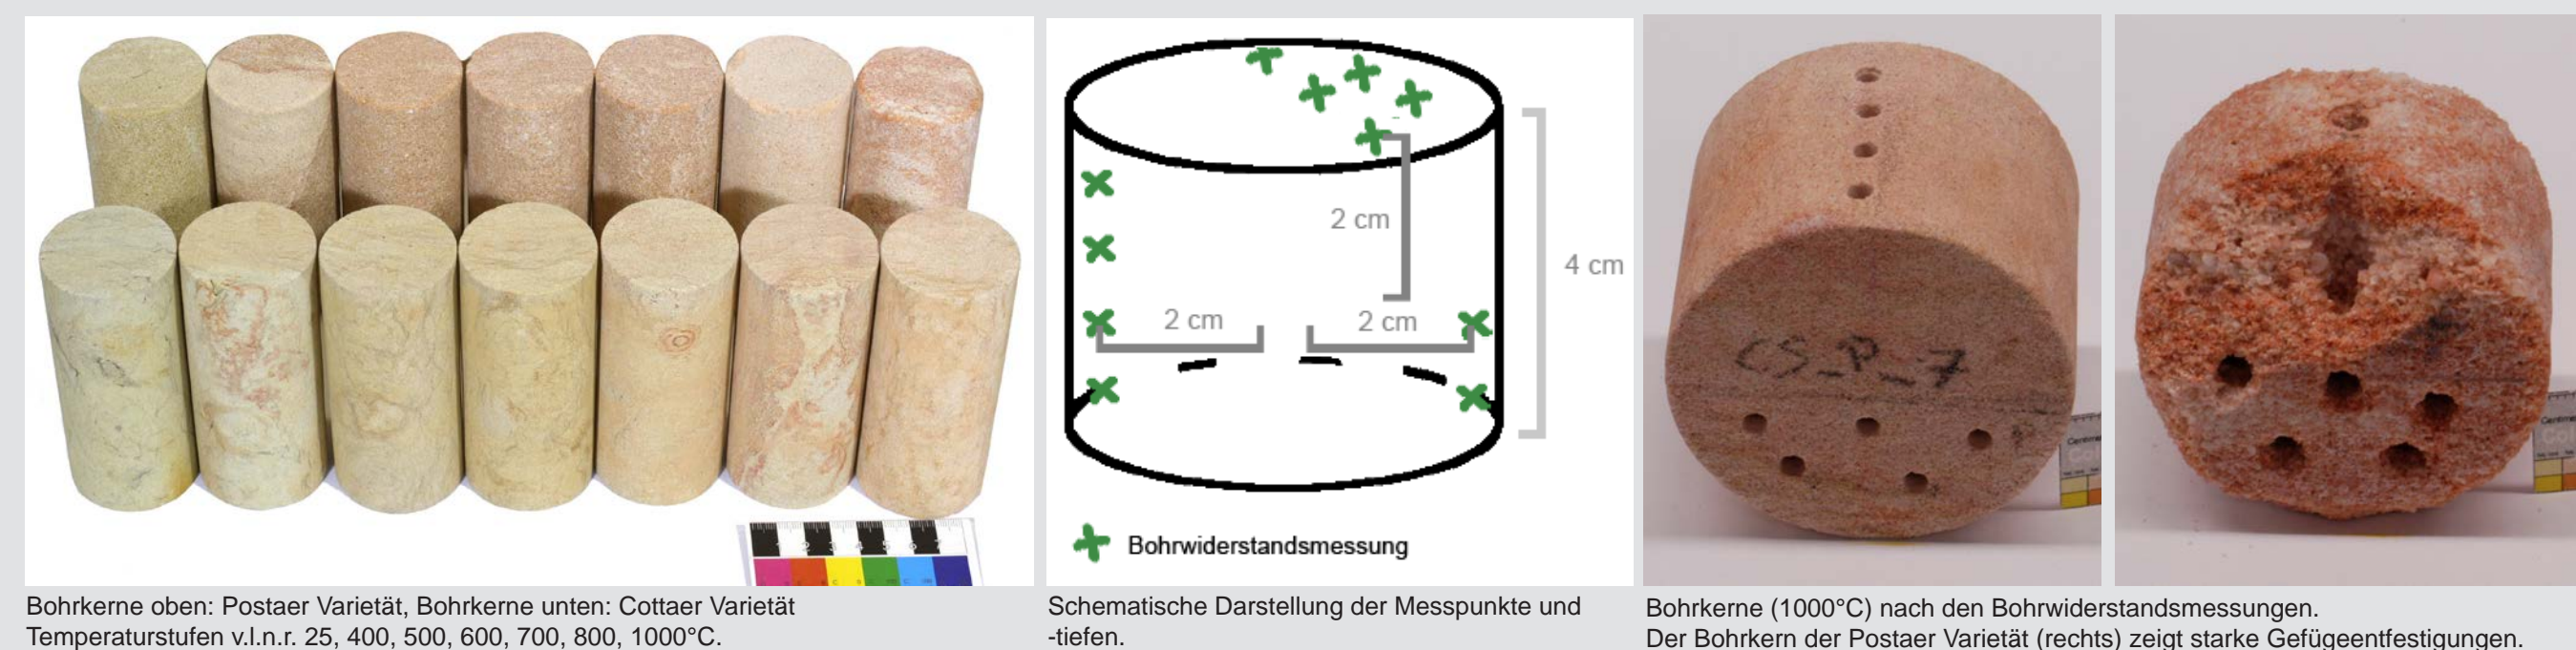 2 cm
4 cm
2 cm
2 cm
Bohrwiderstandsmessung
CS_P_7
Bohrkerne oben: Postaer Varietät, Bohrkerne unten: Cottaer Varietät
Temperaturstufen v.l.n.r. 25, 400, 500, 600, 700, 800, 1000°C.
Schematische Darstellung der Messpunkte und
-tiefen.
Bohrkerne (1000°C) nach den Bohrwiderstandsmessungen.
Der Bohrkern der Postaer Varietät (rechts) zeigt starke Gefügeentfestigungen.